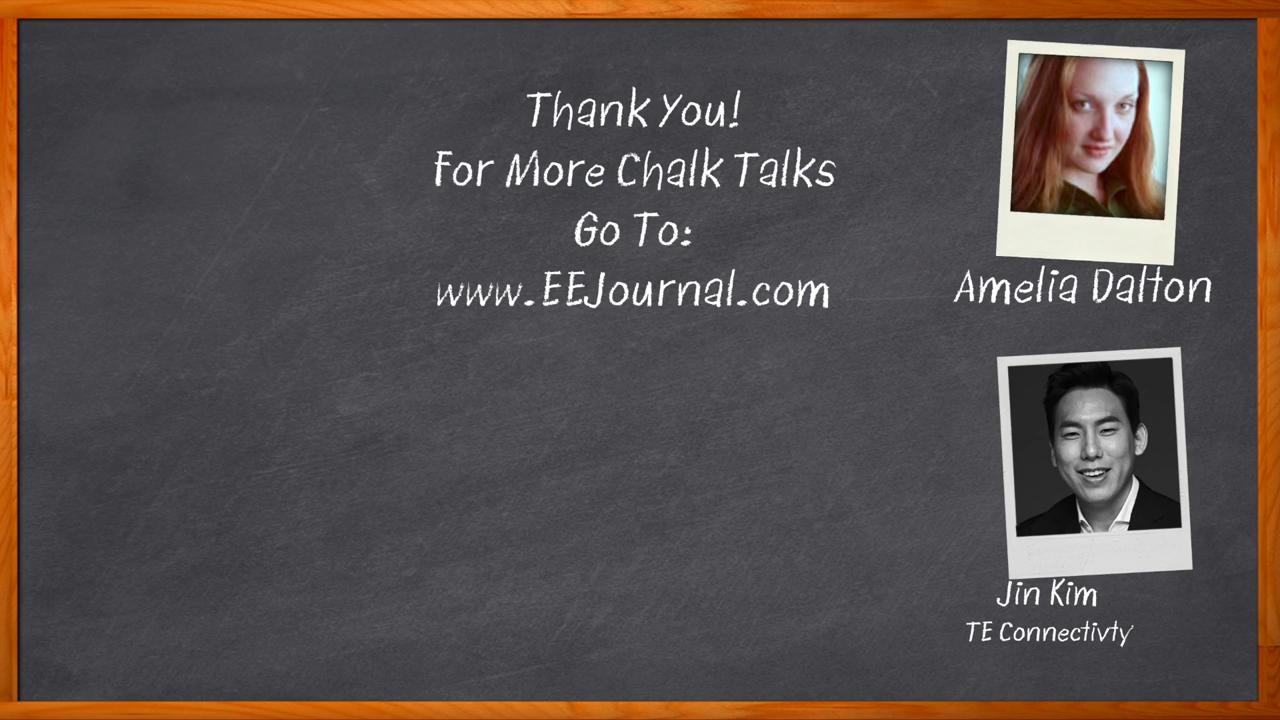 Thank You!
For More Chalk Talks
Go To:
www.EEJournal.com
Amelia Dalton
Jin Kim
TE Connectivty